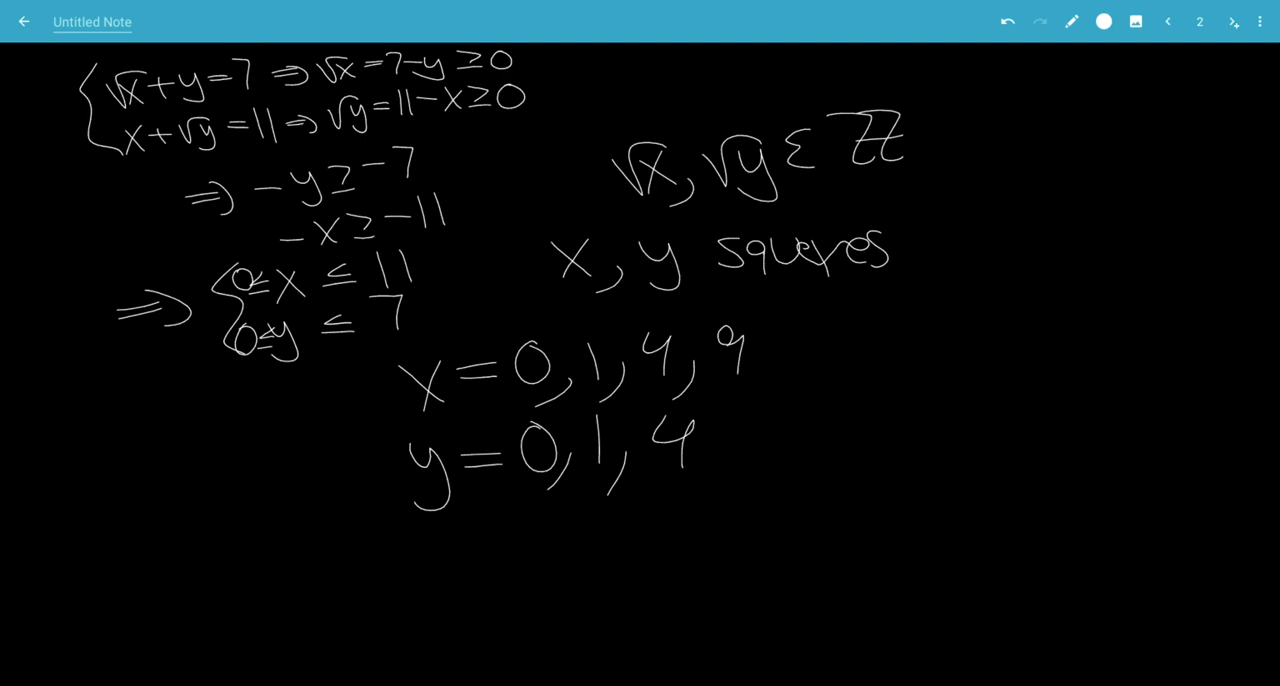 Untitled Note
2
√x + y = 7 ⇒ √x = 7 - y ≥ 0
x + √y = 11 ⇒ √y = 11 - x ≥ 0
⇒ - y ≥ - 7
- x ≥ - 11
⇒ { 0 ≤ x ≤ 11
0 ≤ y ≤ 7
√x, √y ∈ ℤ
x, y squares
x = 0, 1, 4, 9
y = 0, 1, 4